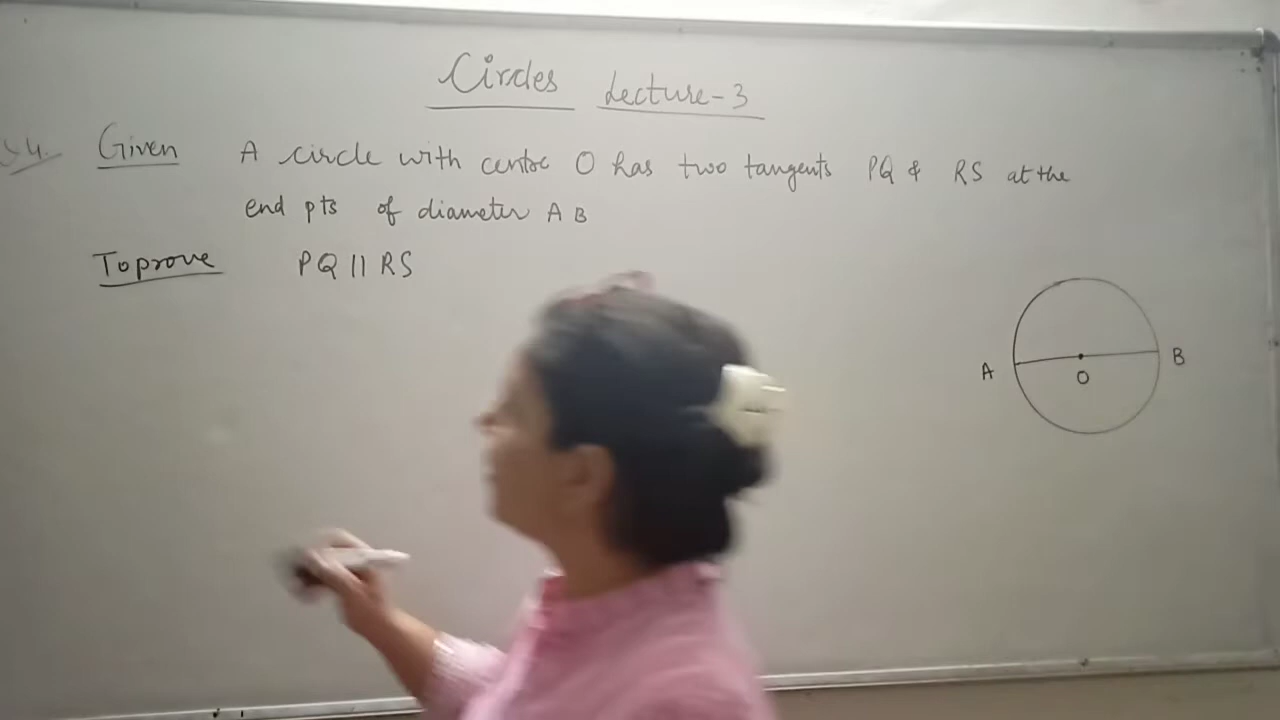 Circles Lecture-3
Given A circle with centre O has two tangents PQ & RS at the
end pts of diameter A B
To prove PQ || RS
A O B